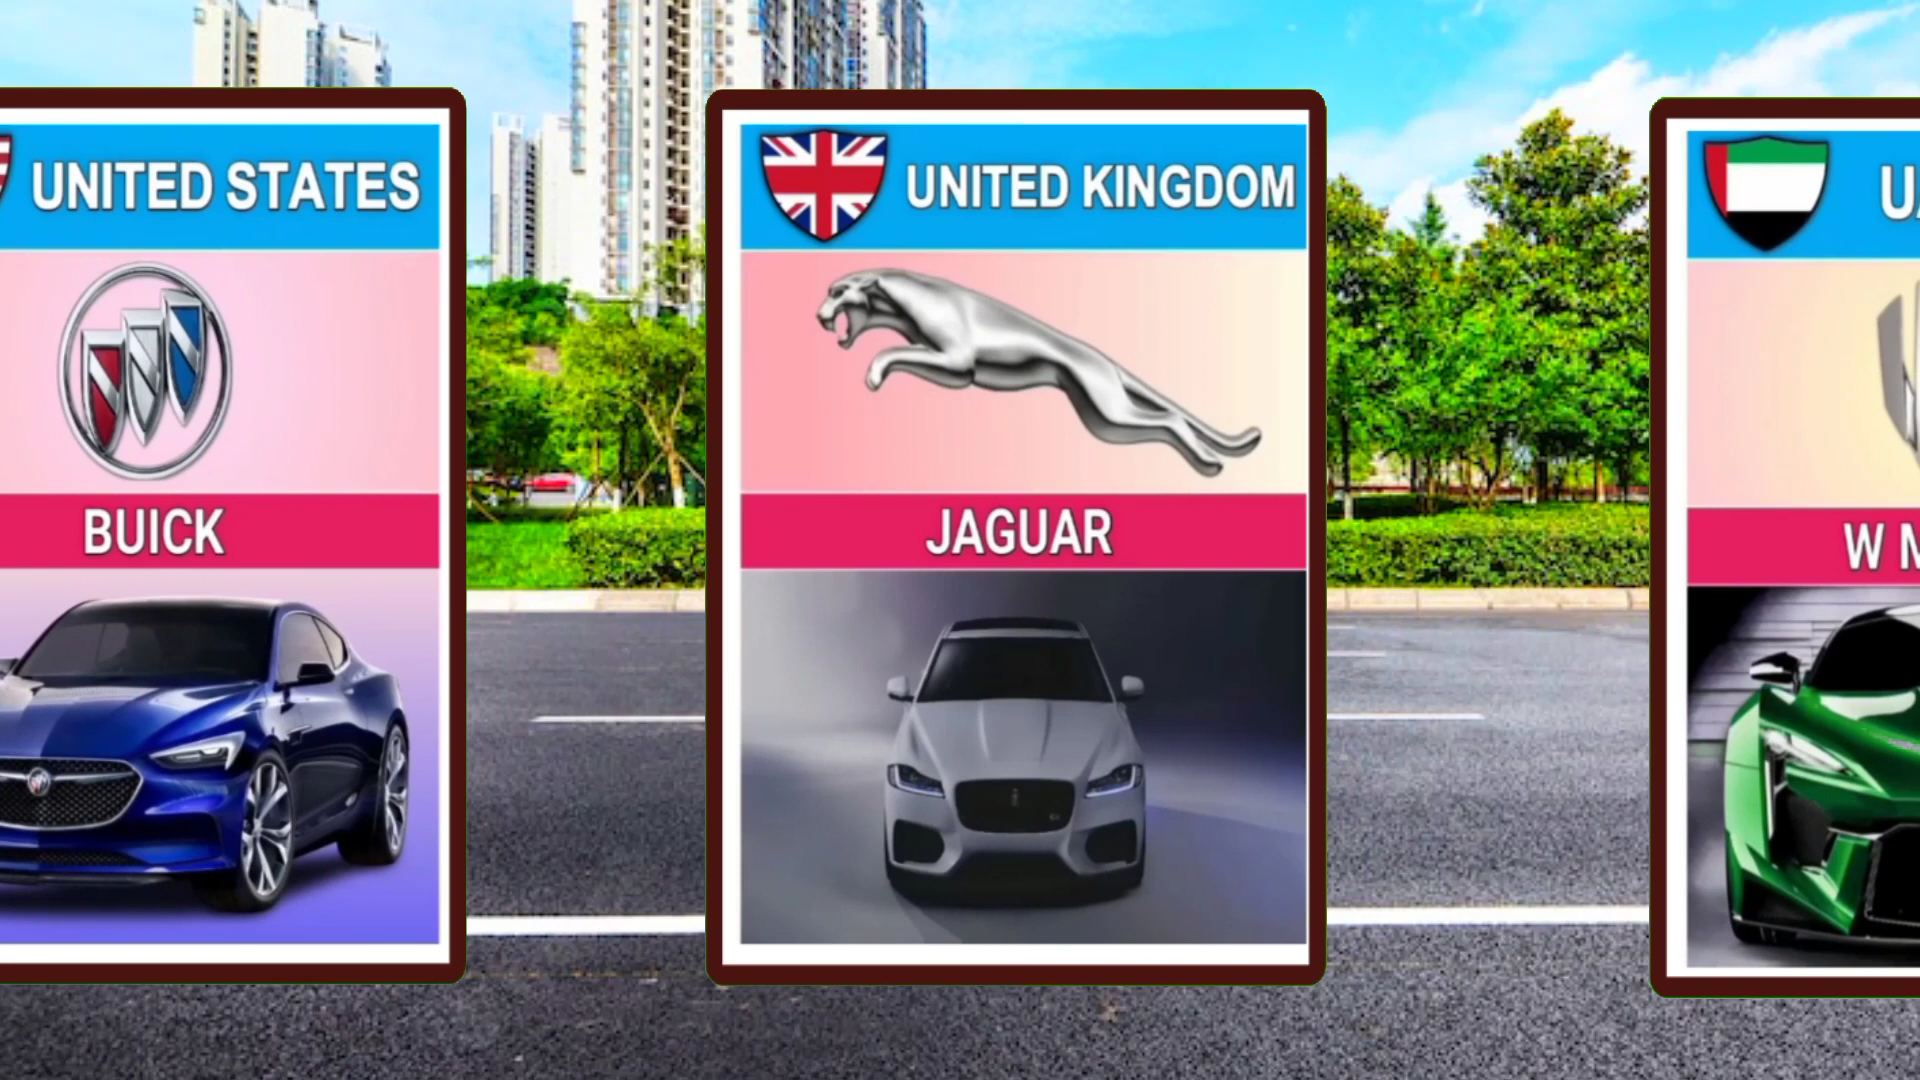 UNITED STATES
BUICK
UNITED KINGDOM
JAGUAR
W